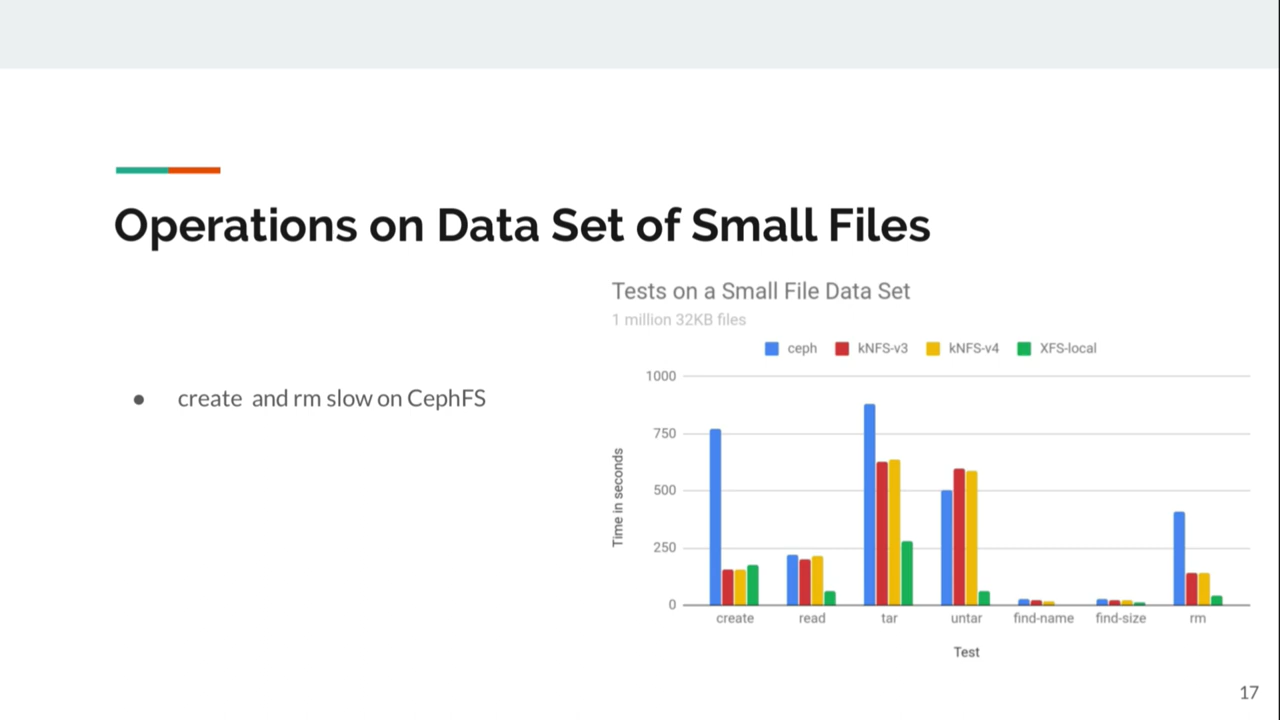 Operations on Data Set of Small Files
● create and rm slow on CephFS
Tests on a Small File Data Set
1 million 32KB files
ceph kNFS-v3 kNFS-v4 XFS-local
1000
750
500
250
0
Time in seconds
create read tar untar find-name find-size rm
Test
17